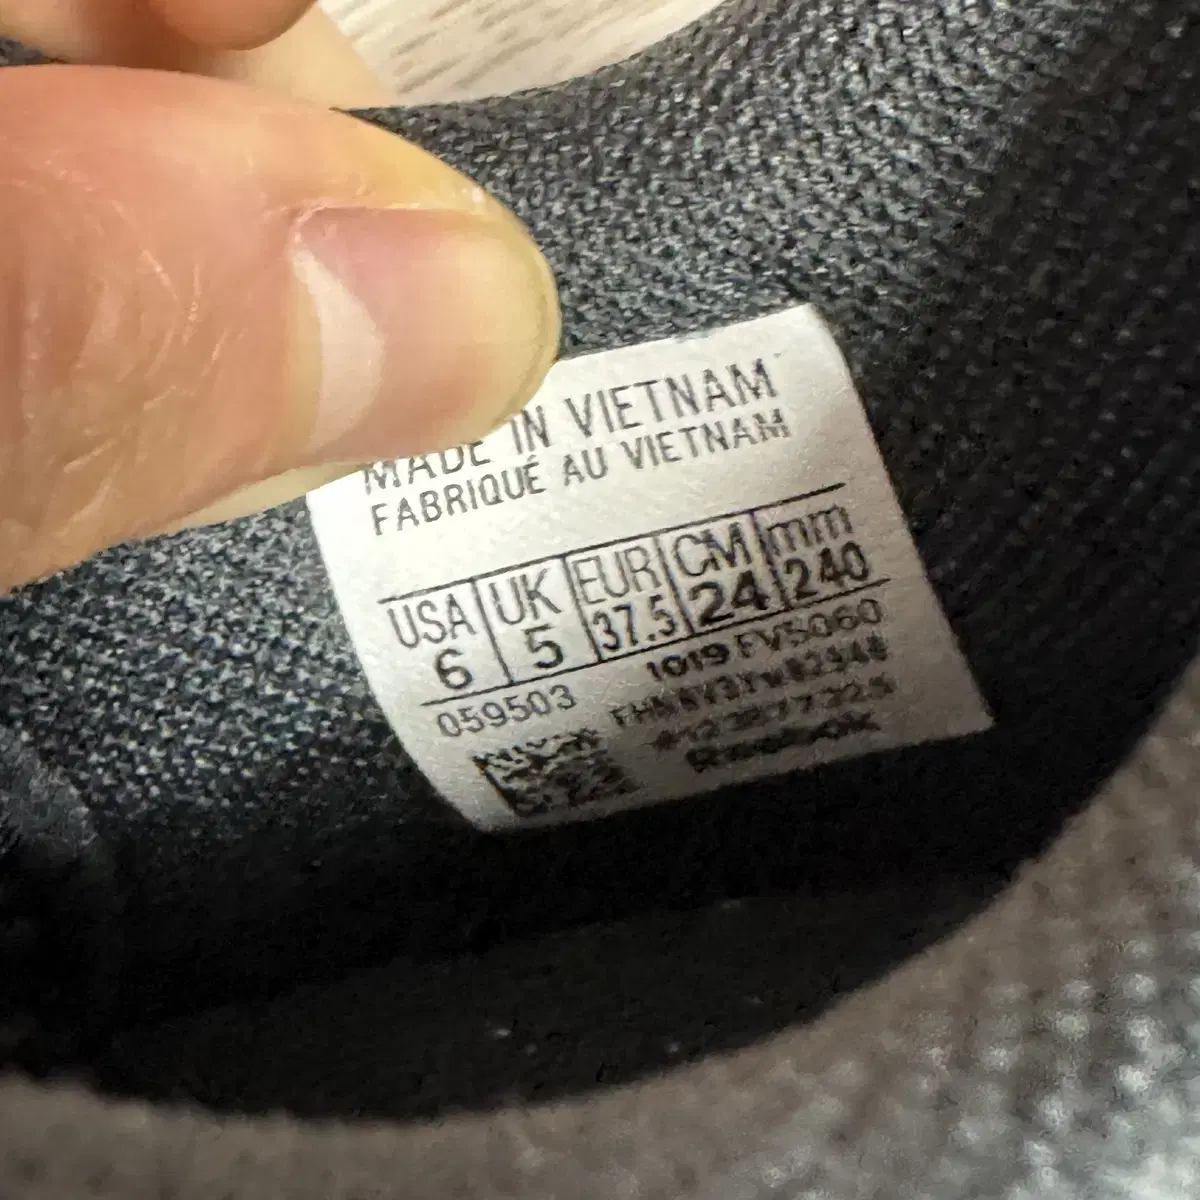 MADE IN VIETNAM
FABRIQUÉ AU VIETNAM
USA UK EUR CM mm
6 5 37.5 24 240
059503 1019 FV5060
Reebok